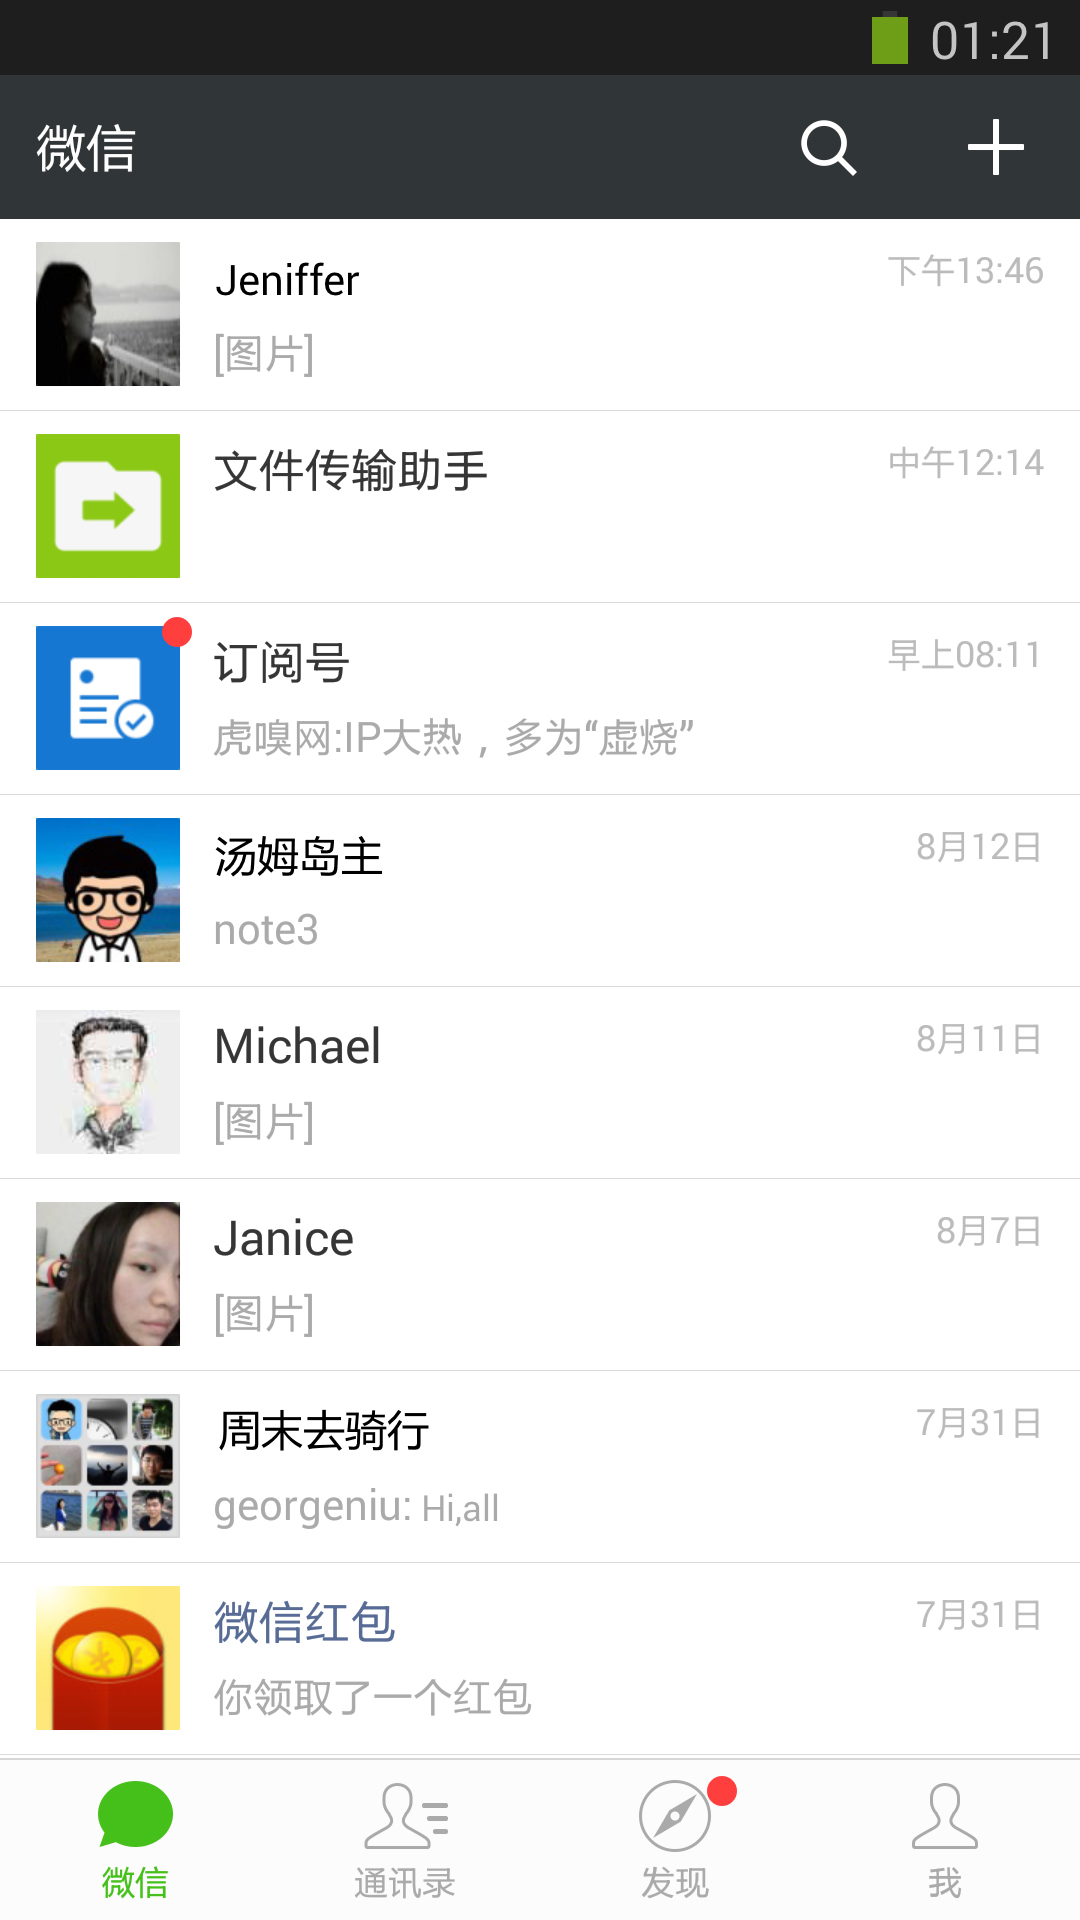 01:21
微信
Jeniffer
下午13:46
[图片]
文件传输助手
中午12:14
订阅号
早上08:11
虎嗅网:IP大热，多为“虚烧”
汤姆岛主
8月12日
note3
Michael
8月11日
[图片]
Janice
8月7日
[图片]
周末去骑行
7月31日
georgeniu: Hi,all
微信红包
7月31日
你领取了一个红包
微信
通讯录
发现
我